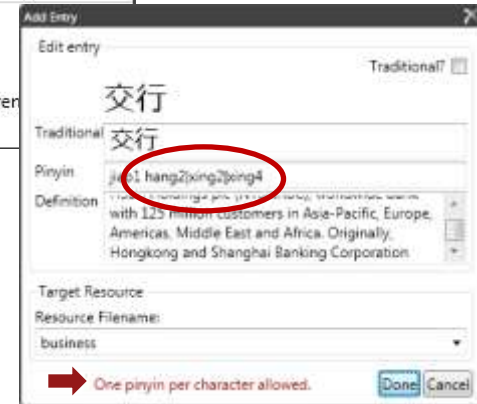 Add Entry
Edit entry
Traditional?
交行
Traditional 交行
Pinyin jiao1 hang2|xing2|xing4
Definition
with 125 million customers in Asia-Pacific, Europe,
Americas, Middle East and Africa. Originally,
Hongkong and Shanghai Banking Corporation
Target Resource
Resource Filename:
business
One pinyin per character allowed.
Done Cancel